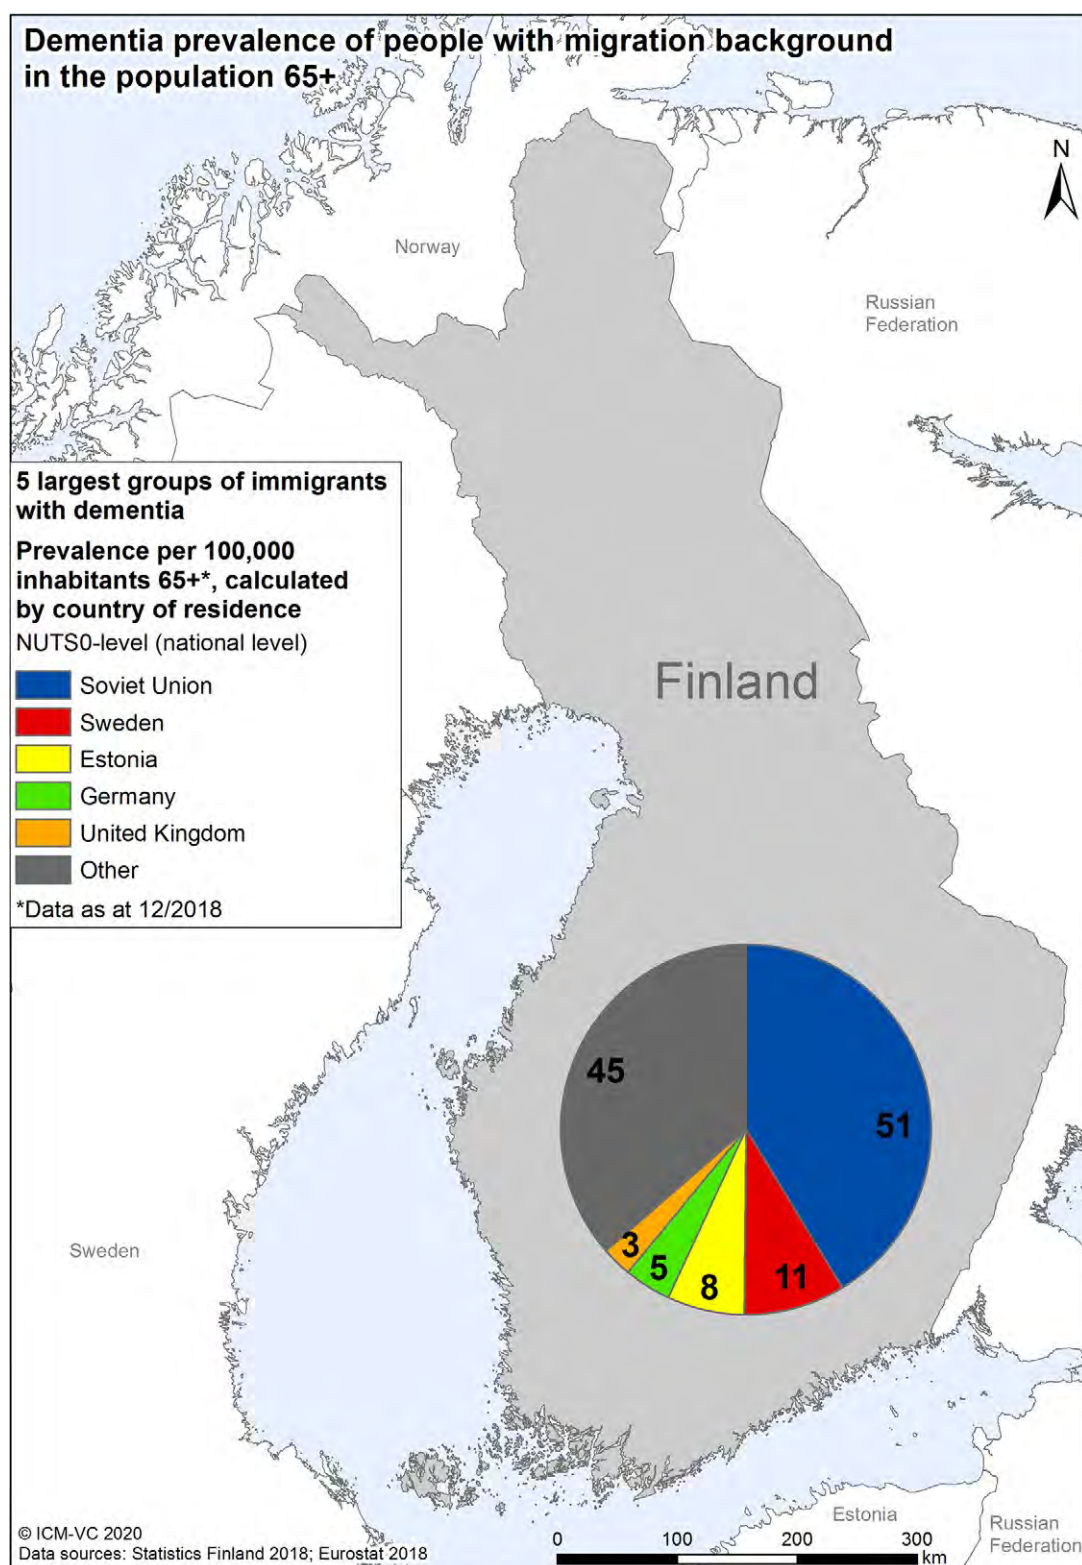 Dementia prevalence of people with migration background
in the population 65+
N
Norway
Russian
Federation
5 largest groups of immigrants
with dementia
Prevalence per 100,000
inhabitants 65+*, calculated
by country of residence
NUTS0-level (national level)
Soviet Union
Sweden
Estonia
Germany
United Kingdom
Other
*Data as at 12/2018
Finland
45
51
3
5
8
11
Sweden
Estonia
Russian
Federation
© ICM-VC 2020
Data sources: Statistics Finland 2018; Eurostat 2018
0 100 200 300
km